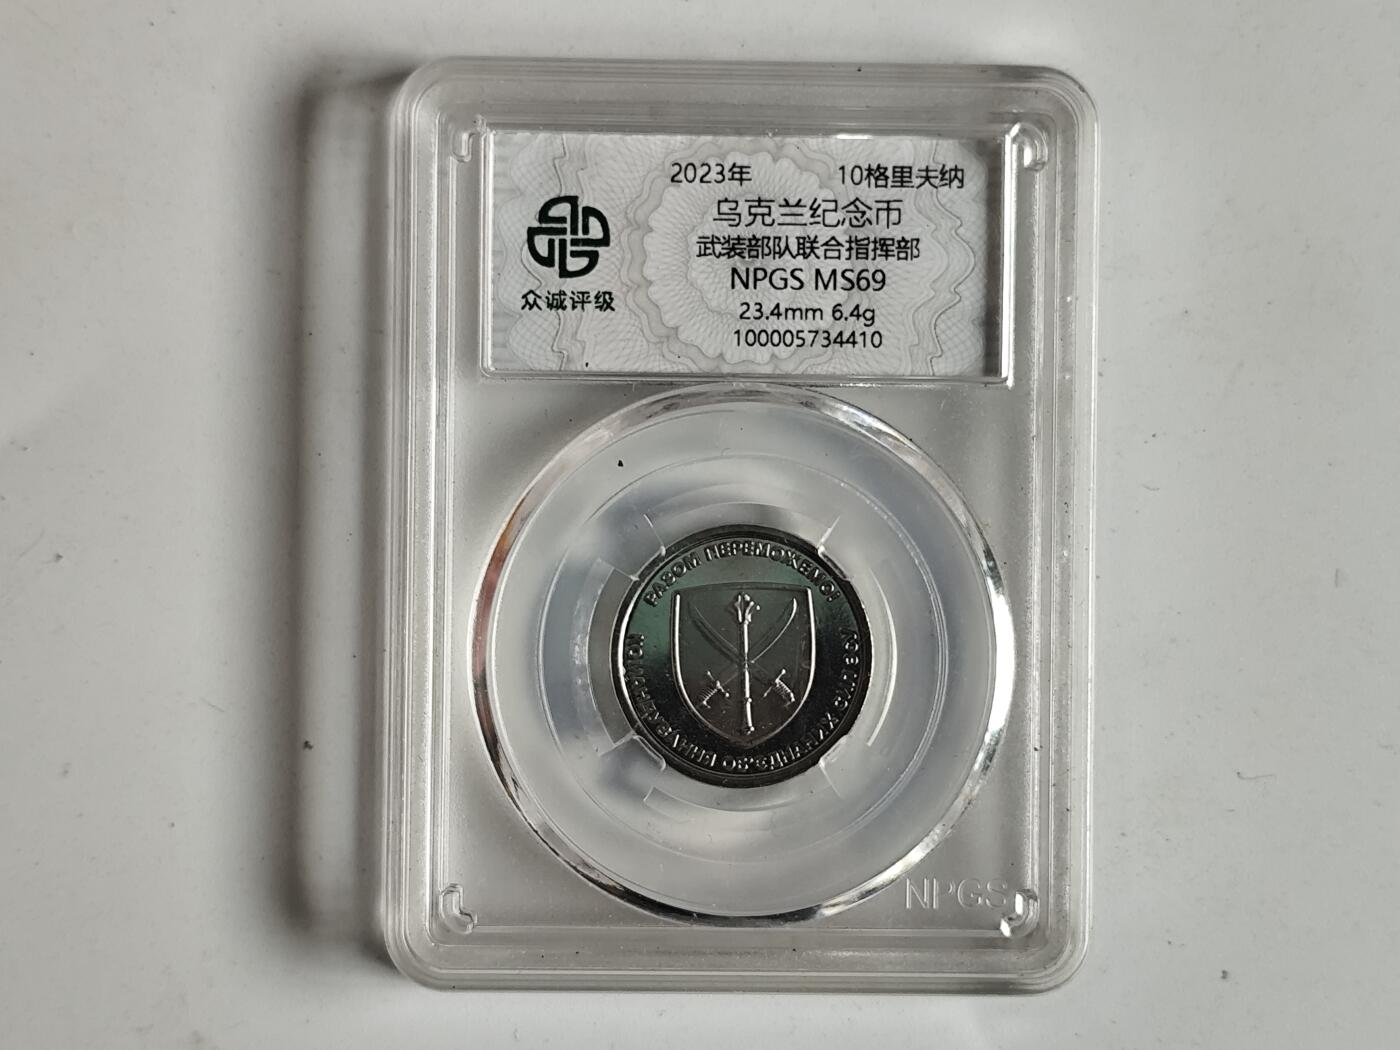 2023年 10格里夫纳
乌克兰纪念币
武装部队联合指挥部
NPGS MS69
23.4mm 6.4g
100005734410
众诚评级
РАЗОМ ПЕРЕМОЖЕМО!
NPGS